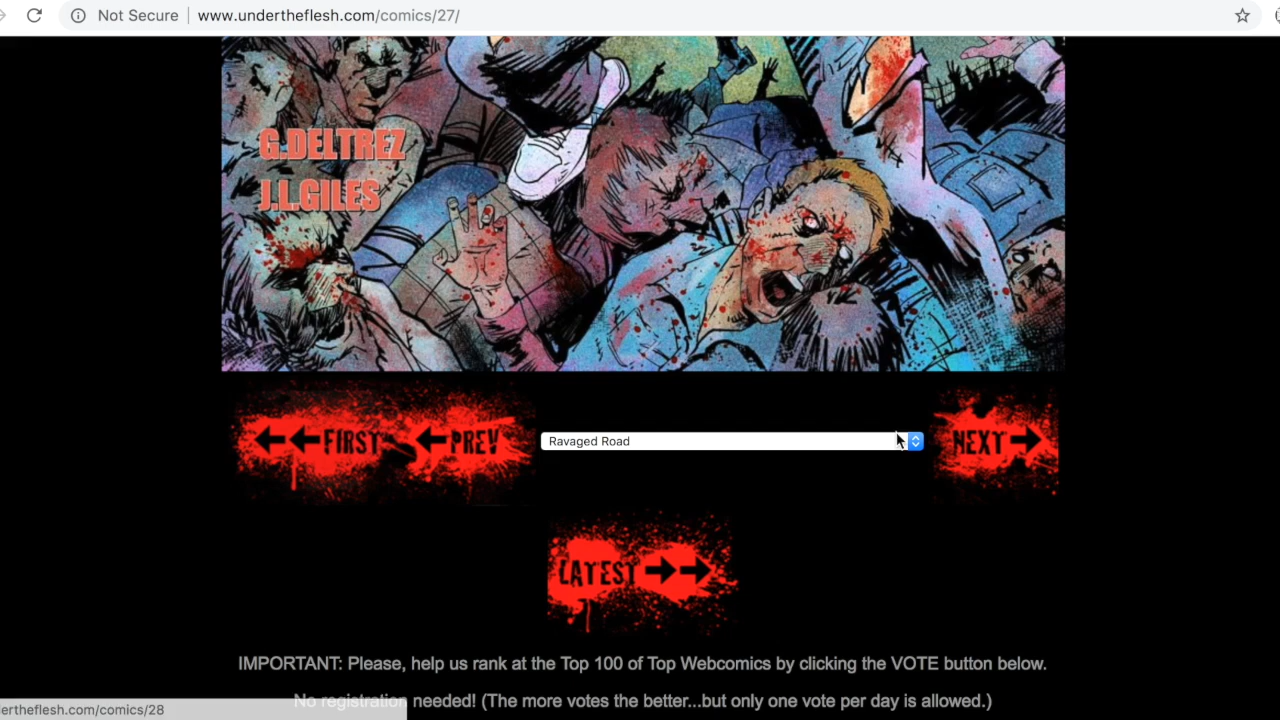 Not Secure | www.undertheflesh.com/comics/27/
G.DELTREZ
J.L.GILES
FIRST PREV
Ravaged Road
NEXT
LATEST
IMPORTANT: Please, help us rank at the Top 100 of Top Webcomics by clicking the VOTE button below.
No registration needed! (The more votes the better...but only one vote per day is allowed.)
ertheflesh.com/comics/28